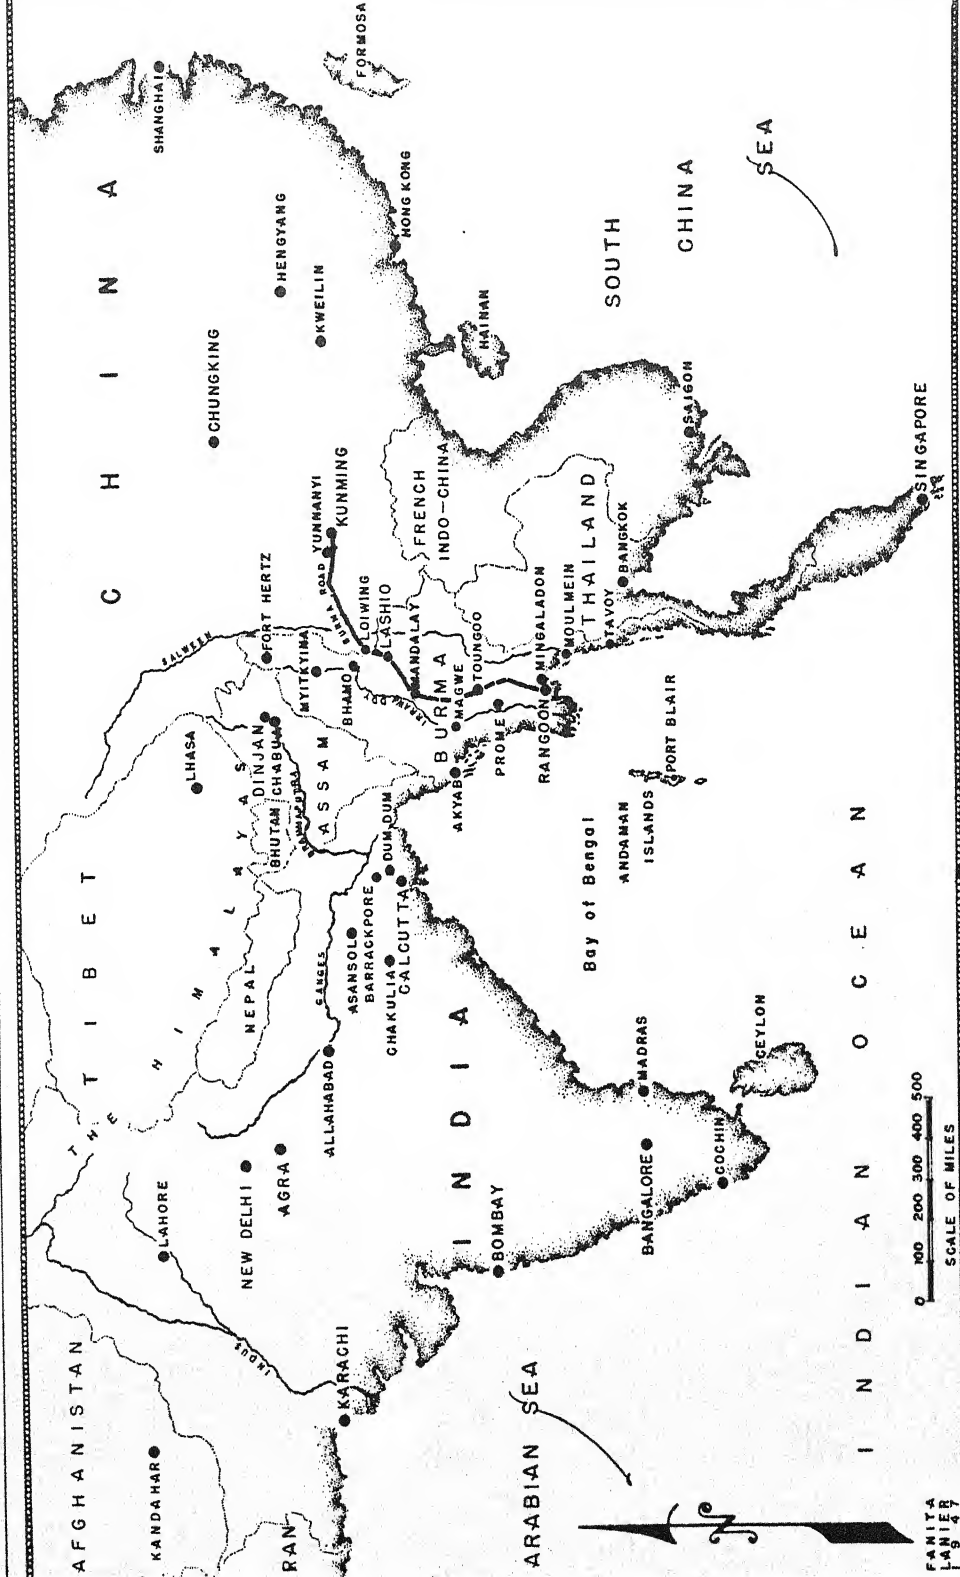 AFGHANISTAN
KANDAHAR
RAN
THE HIMALAYAS
TIBET
CHINA
LAHORE
NEW DELHI
AGRA
INDUS
KARACHI
ALLAHABAD
GANGES
NEPAL
LHASA
BHUTAM
DINJAN
CHABUA
ASSAM
ASANSOL
BARRACKPORE
CHAKULIA
CALCUTTA
DUM DUM
INDIA
BOMBAY
BANGALORE
MADRAS
COCHIN
CEYLON
SALWEEN
FORT HERTZ
MYITKYINA
BHAMO
BURMA ROAD
YUNNANYI
KUNMING
LOIWING
LASHIO
MANDALAY
BURMA
AKYAB
MAGWE
TOUNGOO
PROME
RANGOON
MINGALADON
MOULMEIN
TAVOY
THAILAND
BANGKOK
FRENCH
INDO-CHINA
SAIGON
SINGAPORE
CHUNGKING
HENGYANG
KWEILIN
SHANGHAI
HONG KONG
HAINAN
FORMOSA
SOUTH
CHINA
SEA
Bay of Bengal
ANDAMAN
ISLANDS
PORT BLAIR
ARABIAN SEA
INDIAN OCEAN
N
0 100 200 300 400 500
SCALE OF MILES
FANITA
LANIER
1947